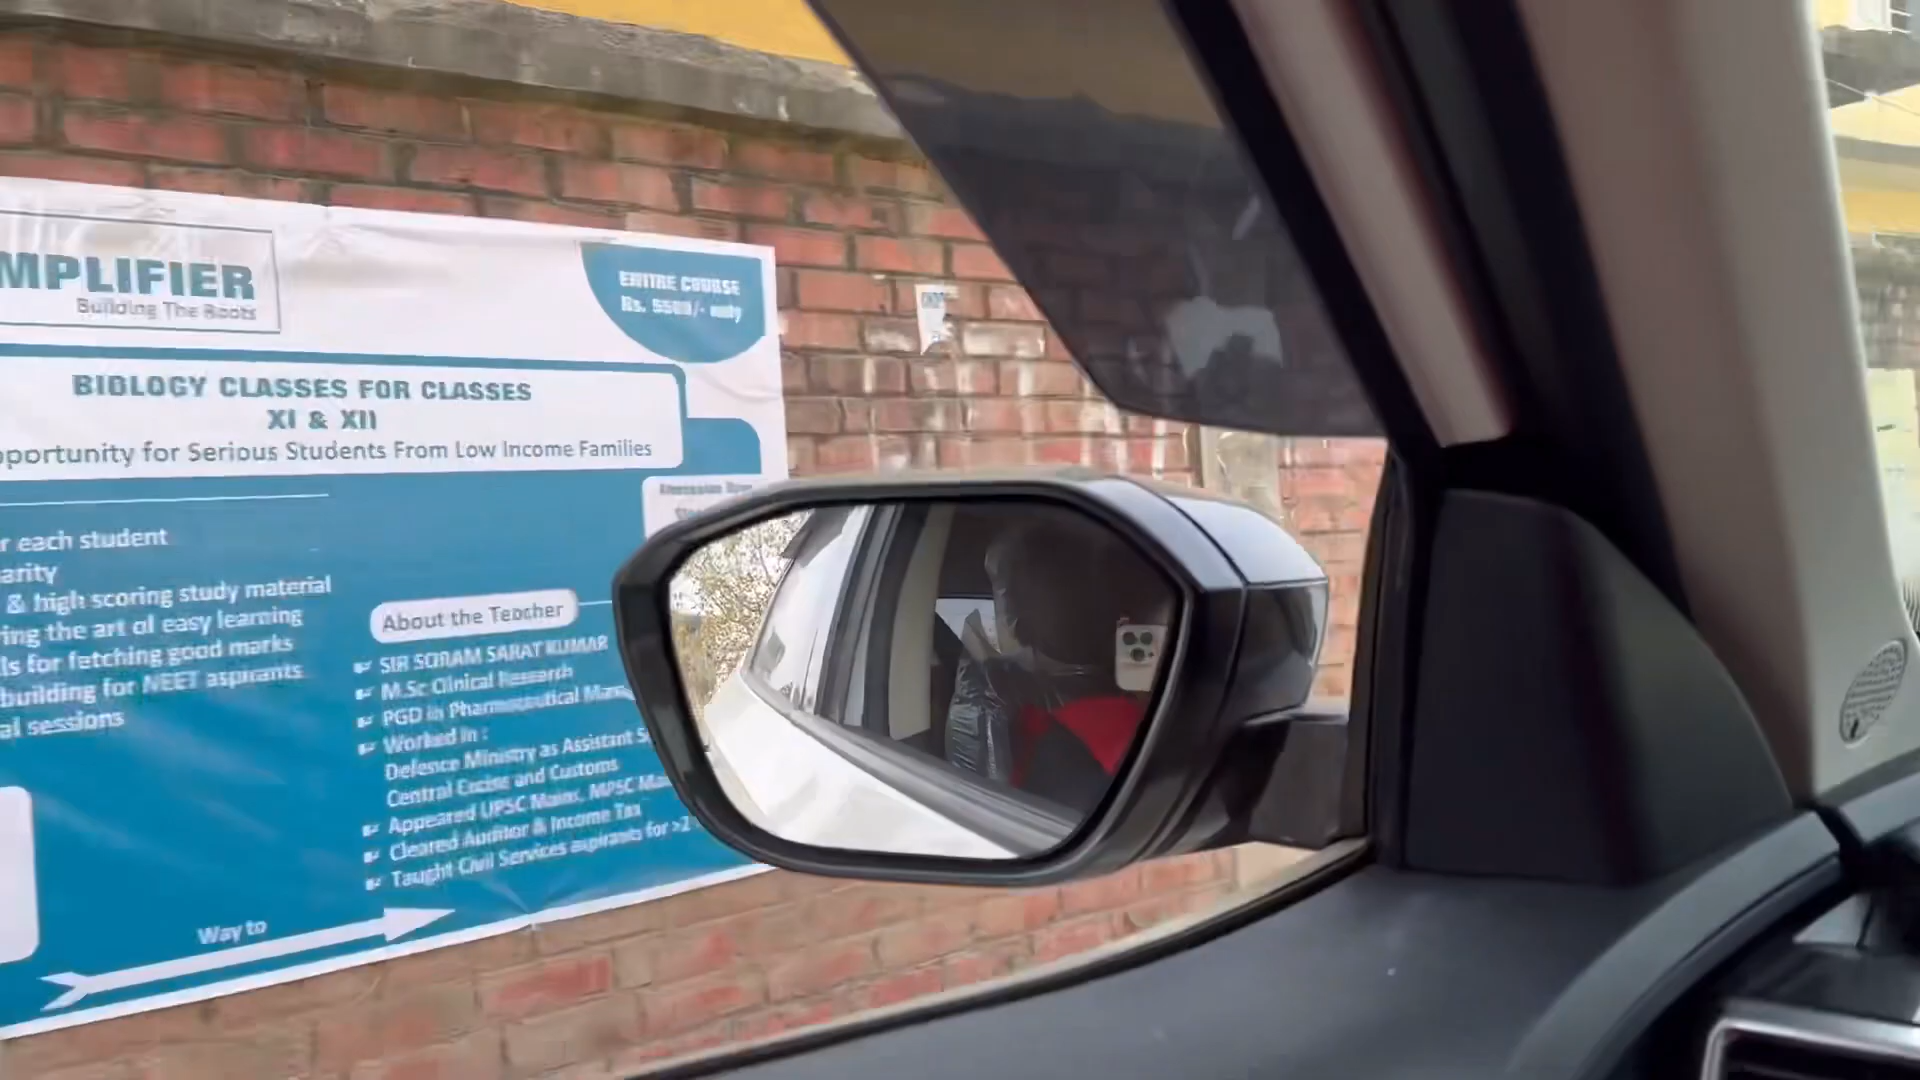 MPLIFIER
Building The Roots
ENITRE COURSE
Rs. 5500/- only
BIOLOGY CLASSES FOR CLASSES
XI & XII
pportunity for Serious Students From Low Income Families
r each student
arity
& high scoring study material
ring the art of easy learning
ls for fetching good marks
building for NEET aspirants
al sessions
About the Teacher
SIR SORAM SARAT KUMAR
M.Sc Clinical Research
PGD in Pharmaceutical Mana
Worked in :
Defence Ministry as Assistant S
Central Excise and Customs
Appeared UPSC Mains, MPSC Ma
Cleared Auditor & Income Tax
Taught Civil Services aspirants for >2
Way to